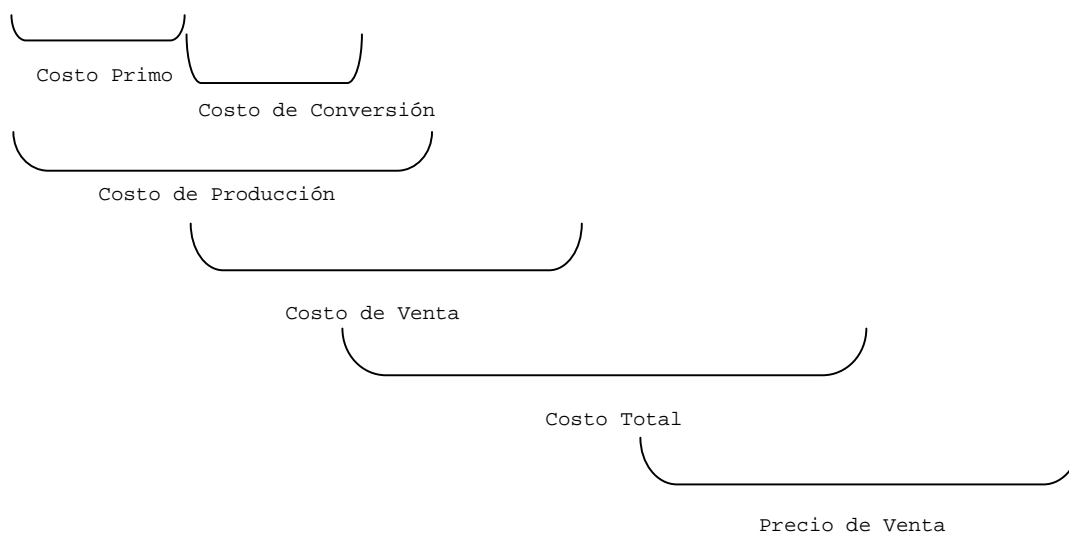 Costo Primo
Costo de Conversión
Costo de Producción
Costo de Venta
Costo Total
Precio de Venta